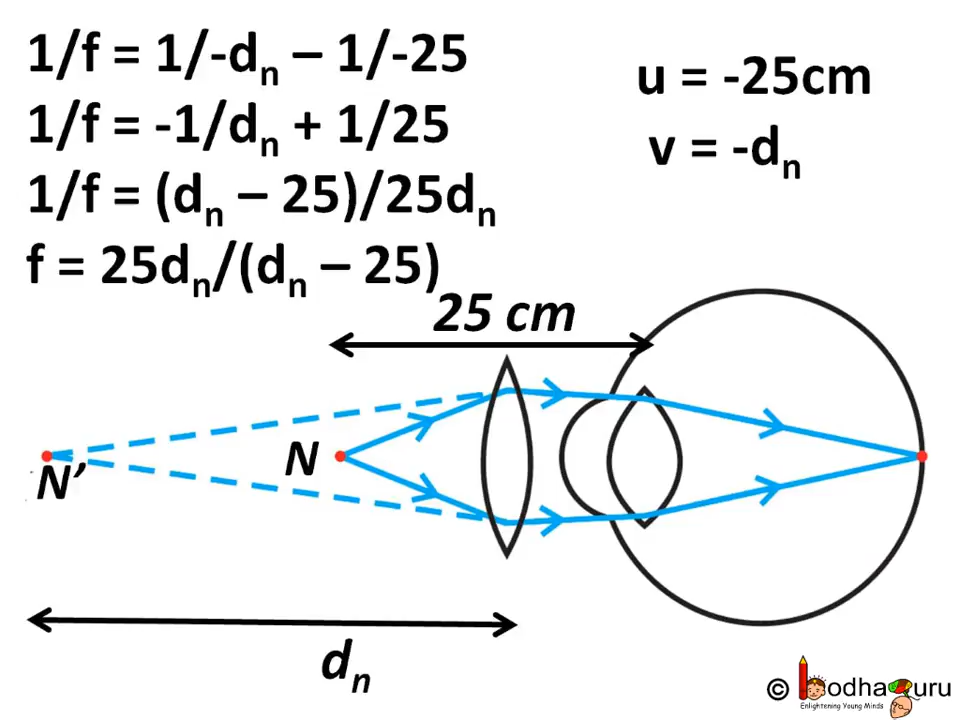 1/f = 1/-dₙ – 1/-25
1/f = -1/dₙ + 1/25
1/f = (dₙ – 25)/25dₙ
f = 25dₙ/(dₙ – 25)
u = -25cm
v = -dₙ
25 cm
N
N’
dₙ
© BodhaGuru
Enlightening Young Minds